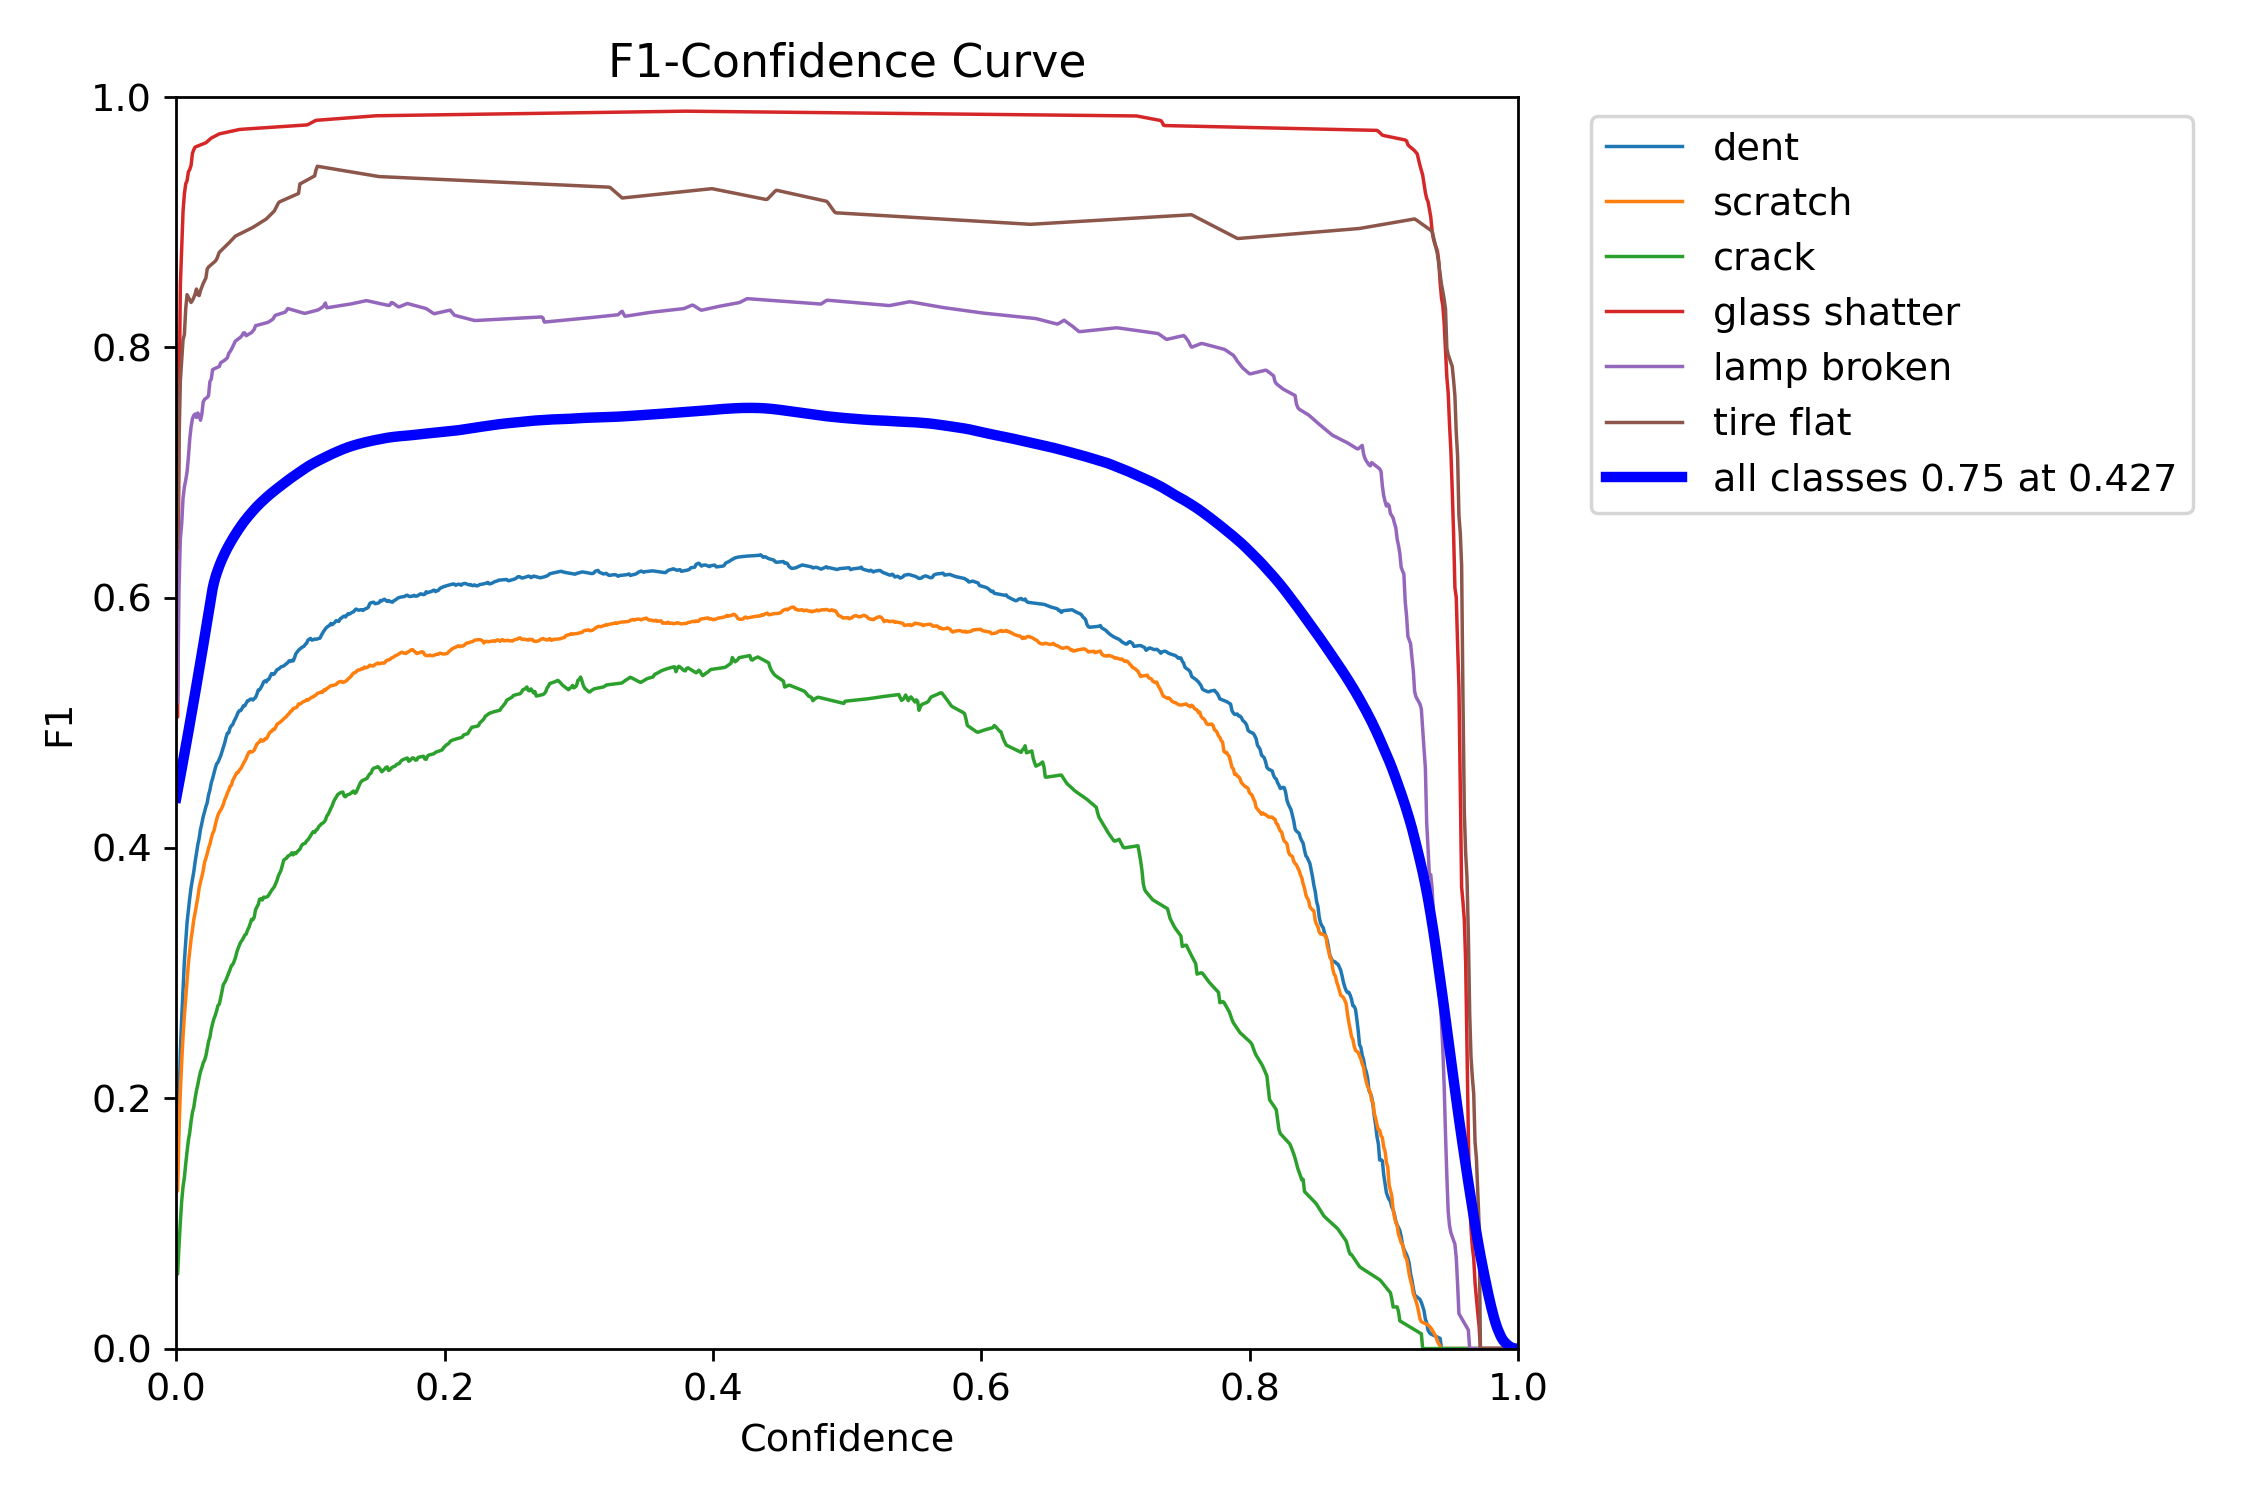 F1-Confidence Curve
1.0
0.8
0.6
0.4
0.2
0.0
F1
0.0 0.2 0.4 0.6 0.8 1.0
Confidence
dent
scratch
crack
glass shatter
lamp broken
tire flat
all classes 0.75 at 0.427